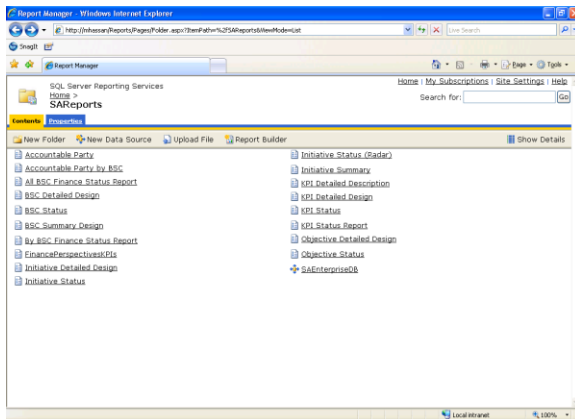 Report Manager - Windows Internet Explorer
http://mhassan/Reports/Pages/Folder.aspx?ItemPath=%2fSAReports&ViewMode=List
Live Search
SnagIt
Report Manager
Page
Tools
SQL Server Reporting Services
Home >
SAReports
Home | My Subscriptions | Site Settings | Help
Search for:
Go
Contents
Properties
New Folder
New Data Source
Upload File
Report Builder
Show Details
Accountable Party
Accountable Party by BSC
All BSC Finance Status Report
BSC Detailed Design
BSC Status
BSC Summary Design
By BSC Finance Status Report
FinancePerspectivesKPIs
Initiative Detailed Design
Initiative Status
Initiative Status (Radar)
Initiative Summary
KPI Detailed Description
KPI Detailed Design
KPI Status
KPI Status Report
Objective Detailed Design
Objective Status
SAEnterpriseDB
Local intranet
100%